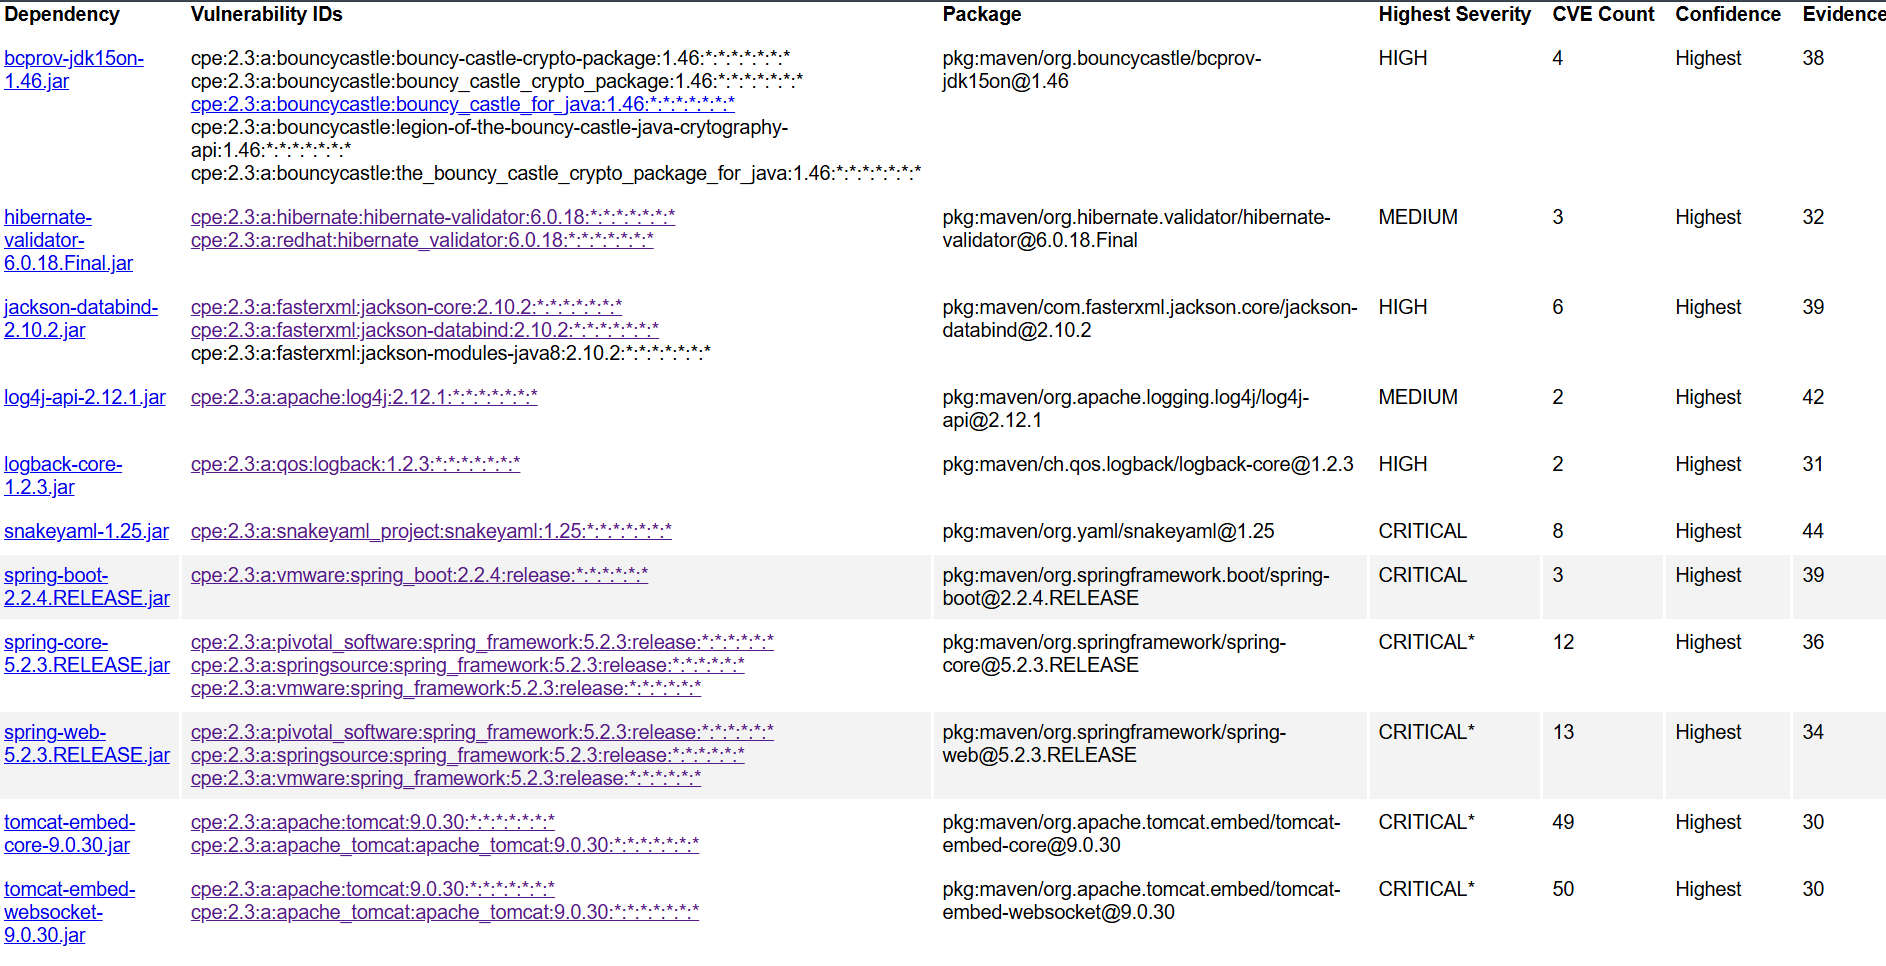 Dependency Vulnerability IDs Package Highest Severity CVE Count Confidence Evidence
bcprov-jdk15on- cpe:2.3:a:bouncycastle:bouncy-castle-crypto-package:1.46:*:*:*:*:*:*:* pkg:maven/org.bouncycastle/bcprov- HIGH 4 Highest 38
1.46.jar cpe:2.3:a:bouncycastle:bouncy_castle_crypto_package:1.46:*:*:*:*:*:*:* jdk15on@1.46
cpe:2.3:a:bouncycastle:bouncy_castle_for_java:1.46:*:*:*:*:*:*:*
cpe:2.3:a:bouncycastle:legion-of-the-bouncy-castle-java-crytography-
api:1.46:*:*:*:*:*:*:*
cpe:2.3:a:bouncycastle:the_bouncy_castle_crypto_package_for_java:1.46:*:*:*:*:*:*:*
hibernate- cpe:2.3:a:hibernate:hibernate-validator:6.0.18:*:*:*:*:*:*:* pkg:maven/org.hibernate.validator/hibernate- MEDIUM 3 Highest 32
validator- cpe:2.3:a:redhat:hibernate_validator:6.0.18:*:*:*:*:*:*:* validator@6.0.18.Final
6.0.18.Final.jar
jackson-databind- cpe:2.3:a:fasterxml:jackson-core:2.10.2:*:*:*:*:*:*:* pkg:maven/com.fasterxml.jackson.core/jackson- HIGH 6 Highest 39
2.10.2.jar cpe:2.3:a:fasterxml:jackson-databind:2.10.2:*:*:*:*:*:*:* databind@2.10.2
cpe:2.3:a:fasterxml:jackson-modules-java8:2.10.2:*:*:*:*:*:*:*
log4j-api-2.12.1.jar cpe:2.3:a:apache:log4j:2.12.1:*:*:*:*:*:*:* pkg:maven/org.apache.logging.log4j/log4j- MEDIUM 2 Highest 42
api@2.12.1
logback-core- cpe:2.3:a:qos:logback:1.2.3:*:*:*:*:*:*:* pkg:maven/ch.qos.logback/logback-core@1.2.3 HIGH 2 Highest 31
1.2.3.jar
snakeyaml-1.25.jar cpe:2.3:a:snakeyaml_project:snakeyaml:1.25:*:*:*:*:*:*:* pkg:maven/org.yaml/snakeyaml@1.25 CRITICAL 8 Highest 44
spring-boot- cpe:2.3:a:vmware:spring_boot:2.2.4:release:*:*:*:*:*:* pkg:maven/org.springframework.boot/spring- CRITICAL 3 Highest 39
2.2.4.RELEASE.jar boot@2.2.4.RELEASE
spring-core- cpe:2.3:a:pivotal_software:spring_framework:5.2.3:release:*:*:*:*:*:* pkg:maven/org.springframework/spring- CRITICAL* 12 Highest 36
5.2.3.RELEASE.jar cpe:2.3:a:springsource:spring_framework:5.2.3:release:*:*:*:*:*:* core@5.2.3.RELEASE
cpe:2.3:a:vmware:spring_framework:5.2.3:release:*:*:*:*:*:*
spring-web- cpe:2.3:a:pivotal_software:spring_framework:5.2.3:release:*:*:*:*:*:* pkg:maven/org.springframework/spring- CRITICAL* 13 Highest 34
5.2.3.RELEASE.jar cpe:2.3:a:springsource:spring_framework:5.2.3:release:*:*:*:*:*:* web@5.2.3.RELEASE
cpe:2.3:a:vmware:spring_framework:5.2.3:release:*:*:*:*:*:*
tomcat-embed- cpe:2.3:a:apache:tomcat:9.0.30:*:*:*:*:*:*:* pkg:maven/org.apache.tomcat.embed/tomcat- CRITICAL* 49 Highest 30
core-9.0.30.jar cpe:2.3:a:apache_tomcat:apache_tomcat:9.0.30:*:*:*:*:*:*:* embed-core@9.0.30
tomcat-embed- cpe:2.3:a:apache:tomcat:9.0.30:*:*:*:*:*:*:* pkg:maven/org.apache.tomcat.embed/tomcat- CRITICAL* 50 Highest 30
websocket- cpe:2.3:a:apache_tomcat:apache_tomcat:9.0.30:*:*:*:*:*:*:* embed-websocket@9.0.30
9.0.30.jar